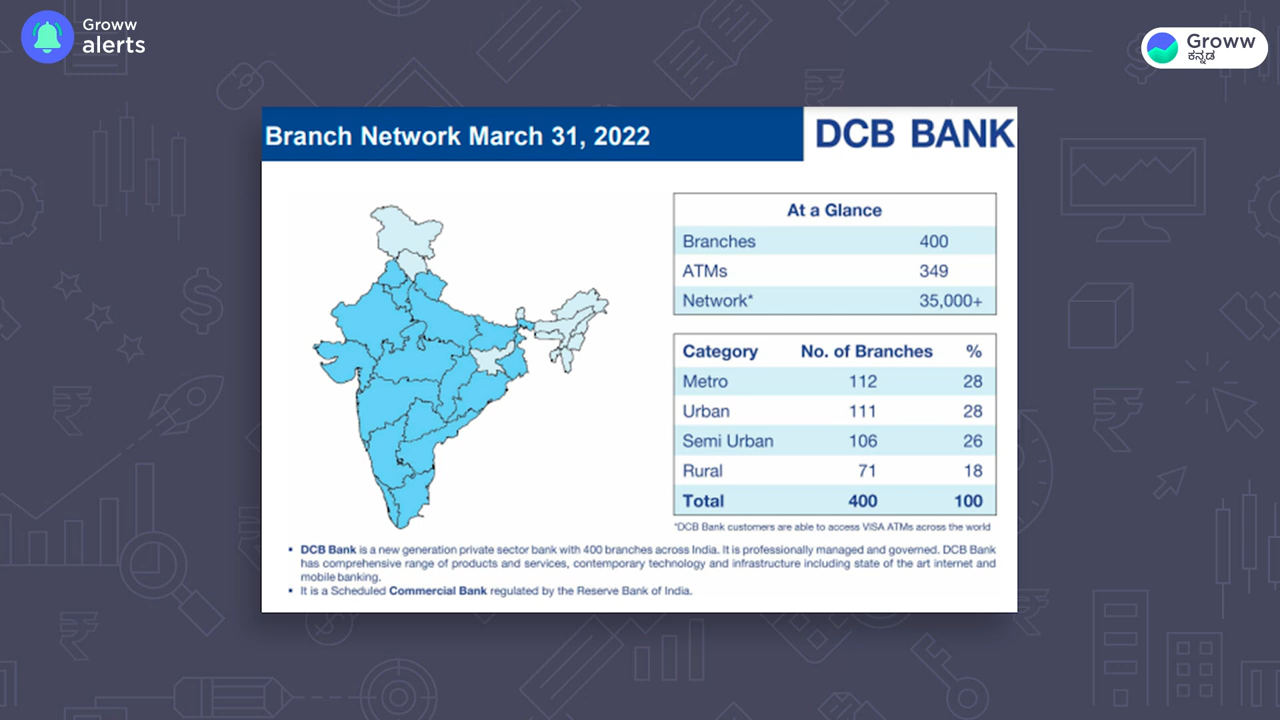 Groww
alerts
Groww
ಕನ್ನಡ
Branch Network March 31, 2022
DCB BANK
At a Glance
Branches 400
ATMs 349
Network* 35,000+
Category No. of Branches %
Metro 112 28
Urban 111 28
Semi Urban 106 26
Rural 71 18
Total 400 100
*DCB Bank customers are able to access VISA ATMs across the world
▪ DCB Bank is a new generation private sector bank with 400 branches across India. It is professionally managed and governed. DCB Bank
has comprehensive range of products and services, contemporary technology and infrastructure including state of the art internet and
mobile banking.
▪ It is a Scheduled Commercial Bank regulated by the Reserve Bank of India.